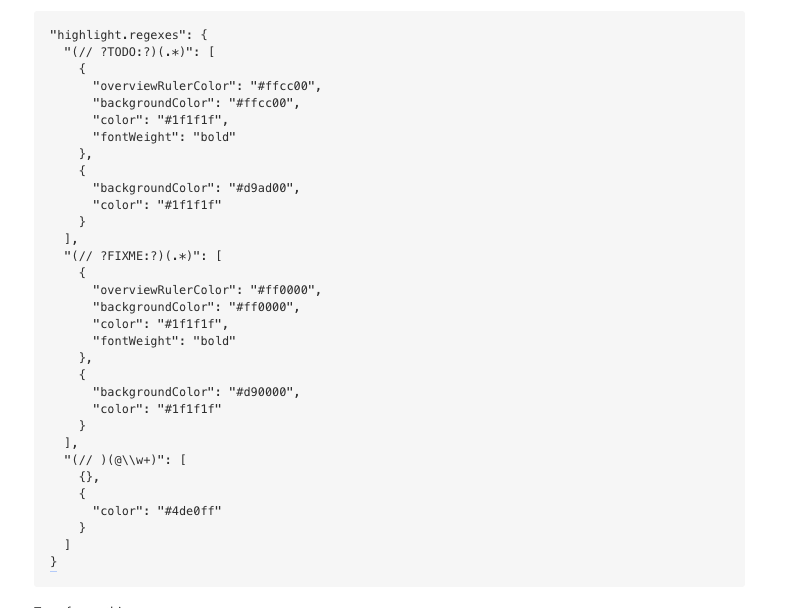 "highlight.regexes": {
  "(// ?TODO:?)(.*)": [
    {
      "overviewRulerColor": "#ffcc00",
      "backgroundColor": "#ffcc00",
      "color": "#1f1f1f",
      "fontWeight": "bold"
    },
    {
      "backgroundColor": "#d9ad00",
      "color": "#1f1f1f"
    }
  ],
  "(// ?FIXME:?)(.*)": [
    {
      "overviewRulerColor": "#ff0000",
      "backgroundColor": "#ff0000",
      "color": "#1f1f1f",
      "fontWeight": "bold"
    },
    {
      "backgroundColor": "#d90000",
      "color": "#1f1f1f"
    }
  ],
  "(// )(@\\w+)": [
    {},
    {
      "color": "#4de0ff"
    }
  ]
}